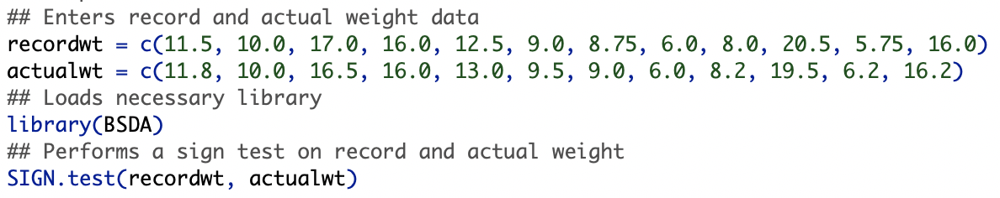 ## Enters record and actual weight data
recordwt = c(11.5, 10.0, 17.0, 16.0, 12.5, 9.0, 8.75, 6.0, 8.0, 20.5, 5.75, 16.0)
actualwt = c(11.8, 10.0, 16.5, 16.0, 13.0, 9.5, 9.0, 6.0, 8.2, 19.5, 6.2, 16.2)
## Loads necessary library
library(BSDA)
## Performs a sign test on record and actual weight
SIGN.test(recordwt, actualwt)